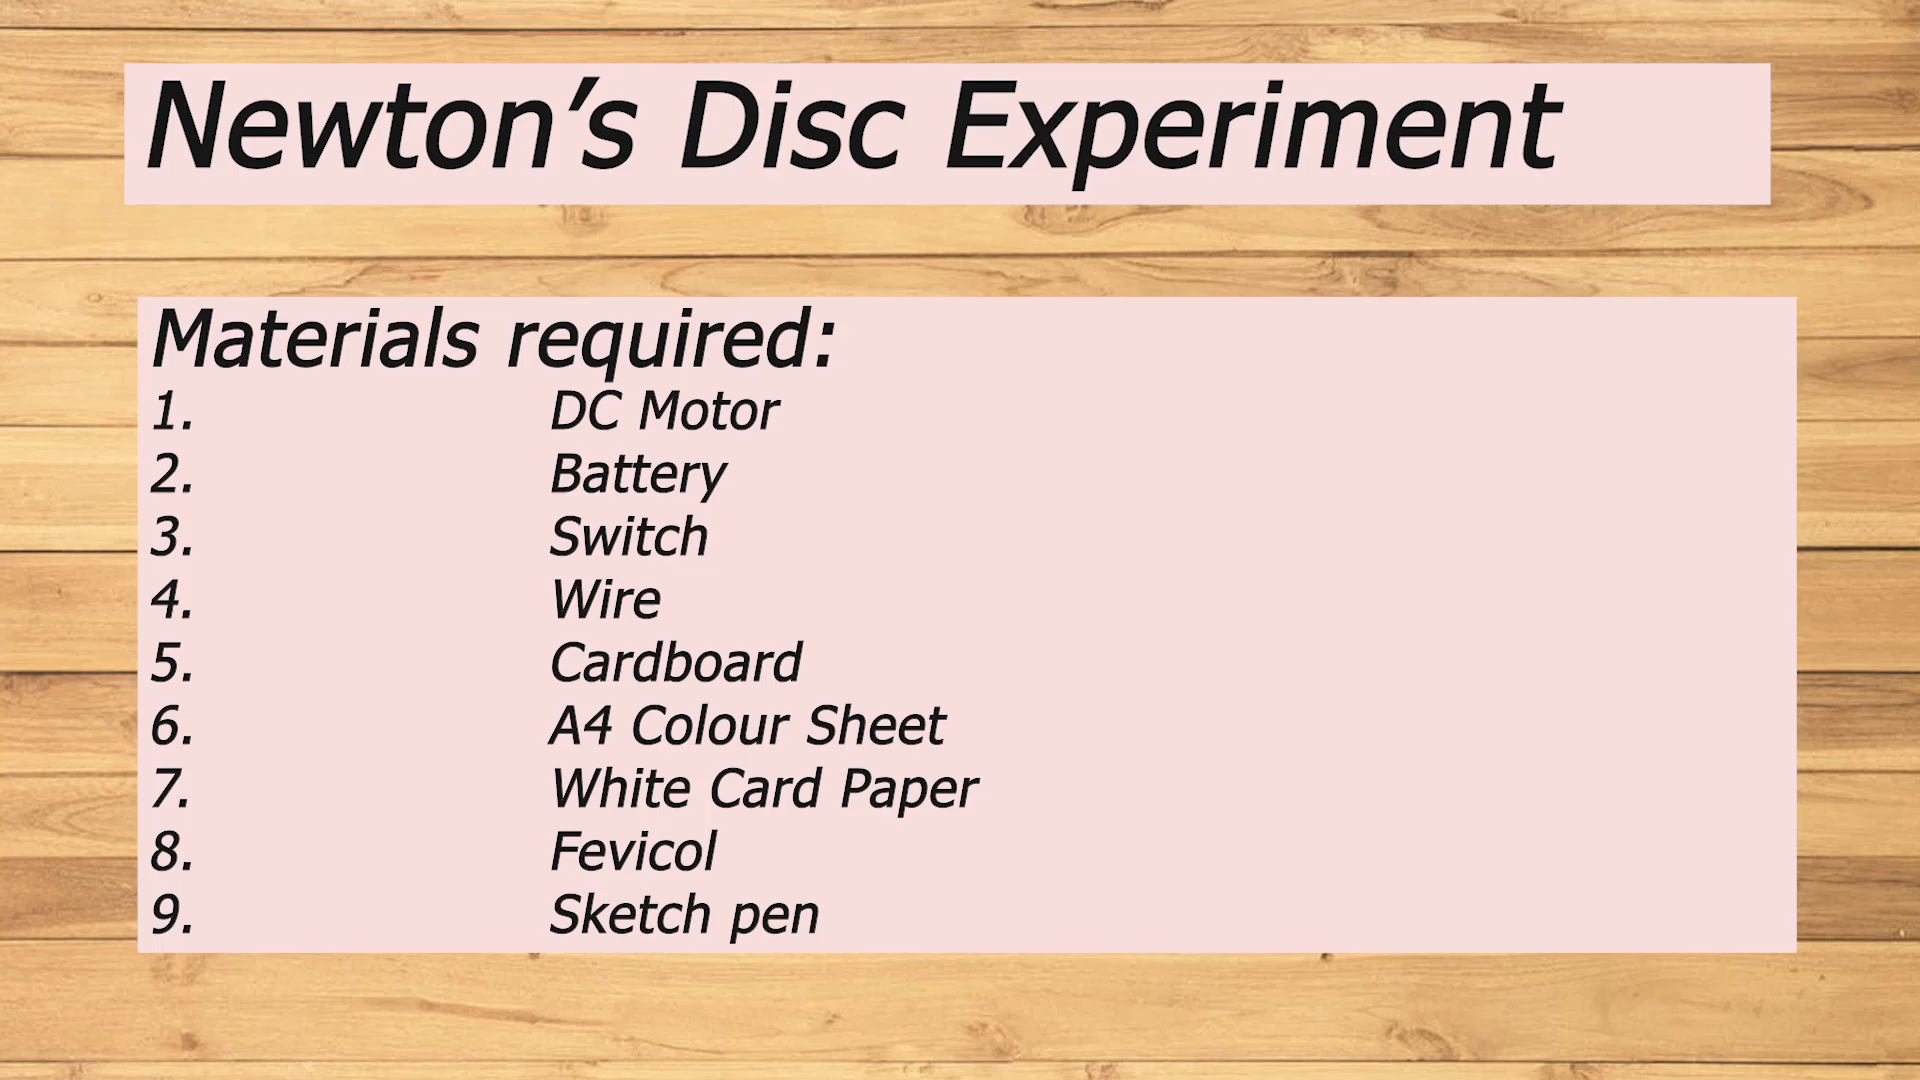 Newton’s Disc Experiment
Materials required:
1. DC Motor
2. Battery
3. Switch
4. Wire
5. Cardboard
6. A4 Colour Sheet
7. White Card Paper
8. Fevicol
9. Sketch pen